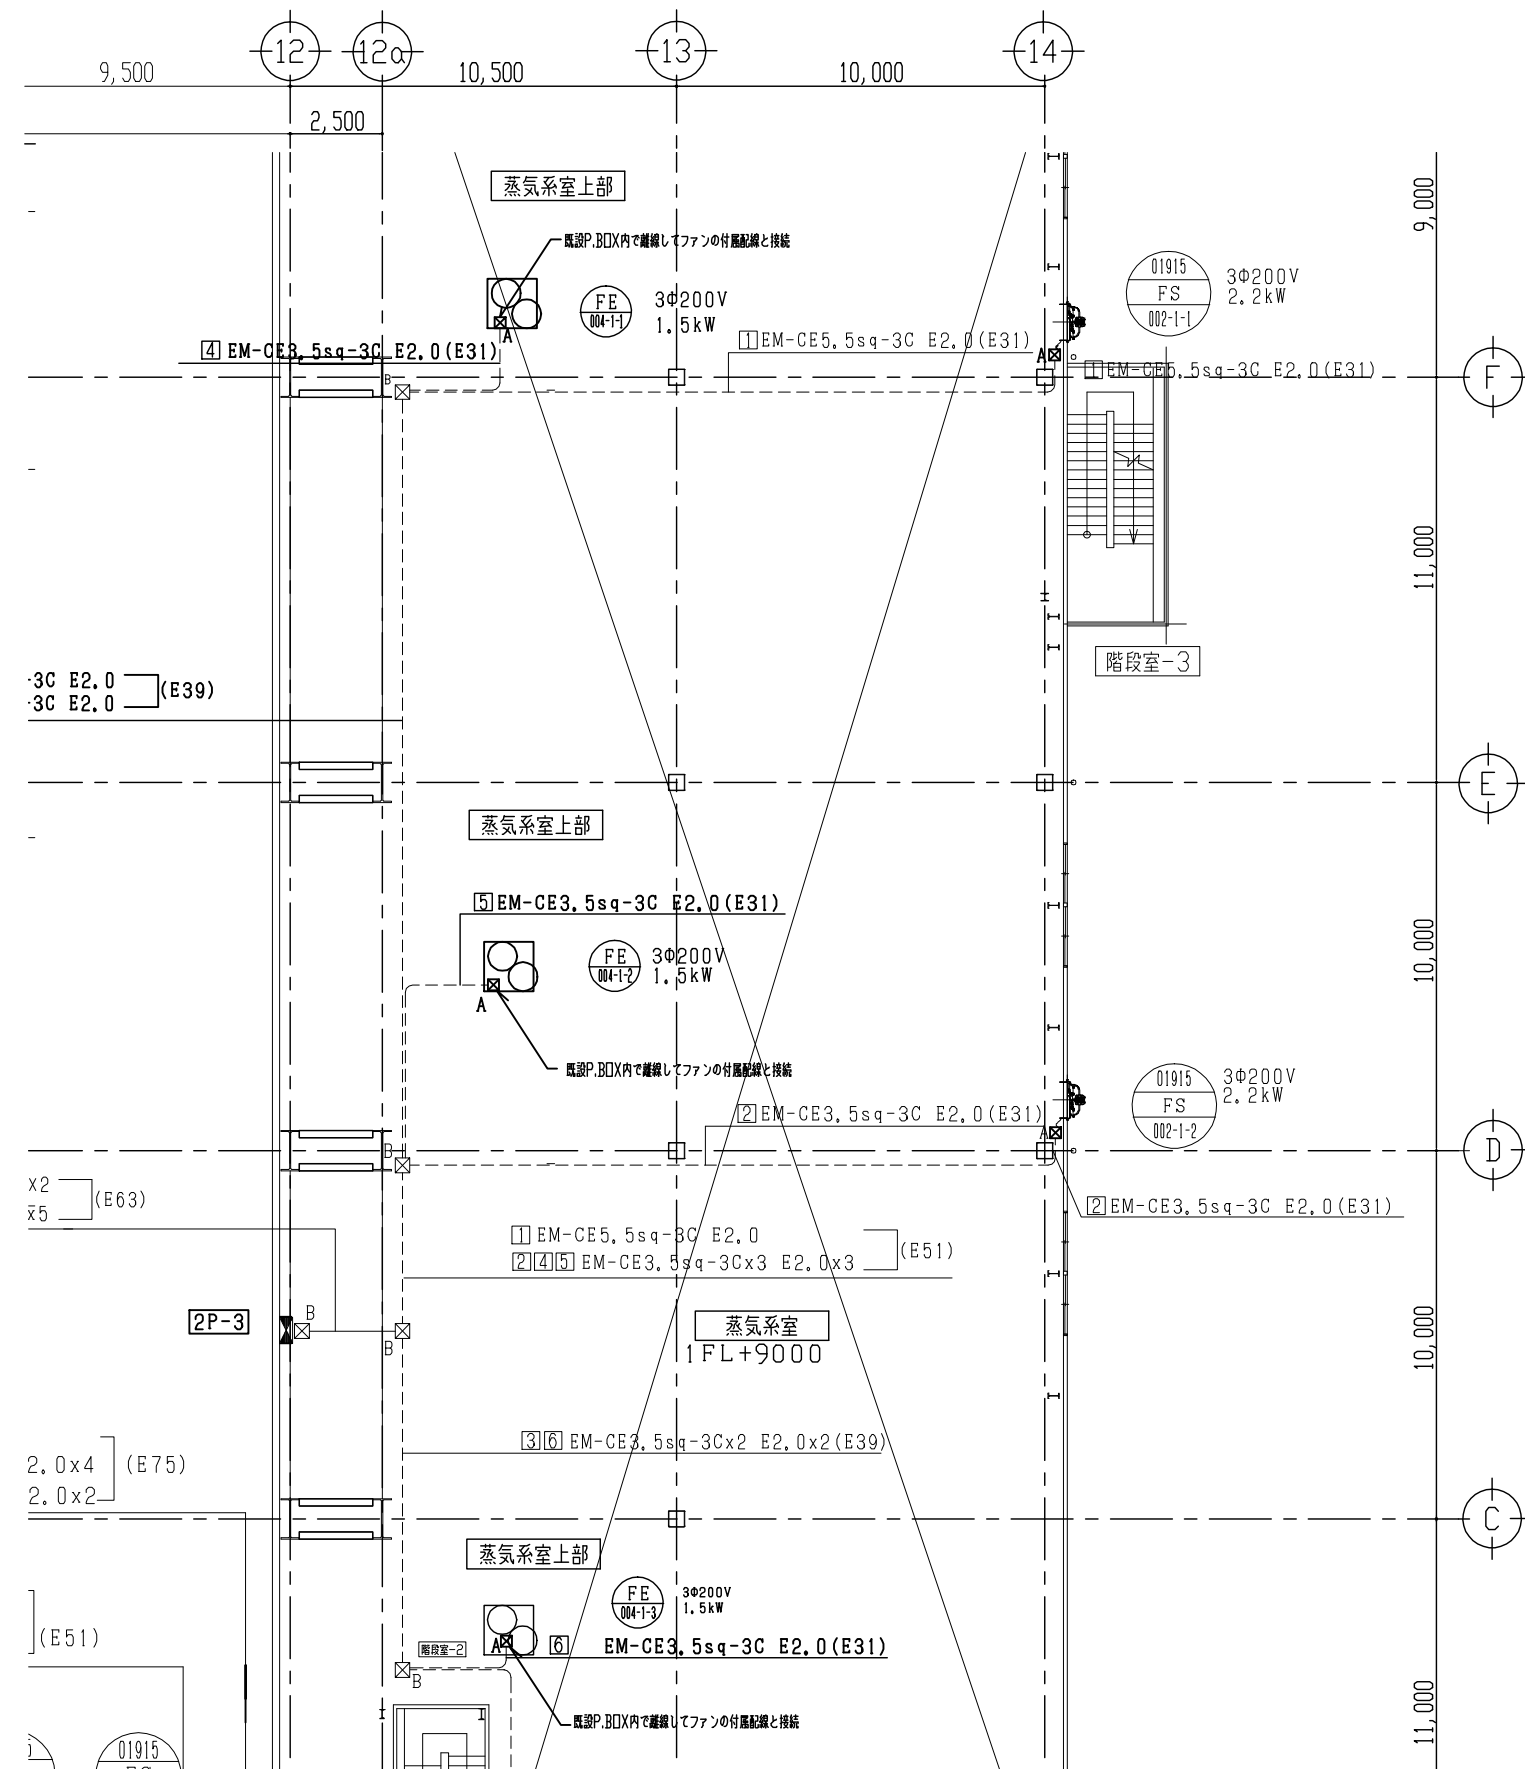 12
12a
13
14
9,500
10,500
10,000
2,500
蒸気系室上部
9,000
既設P.BOX内で離線してファンの付属配線と接続
01915
FS
002-1-1
3Φ200V
2.2kW
FE
004-1-1
3Φ200V
1.5kW
A
4 EM-CE3.5sq-3C E2.0(E31)
1 EM-CE5.5sq-3C E2.0(E31)
A
1 EM-CE5.5sq-3C E2.0(E31)
B
F
11,000
階段室-3
-3C E2.0
-3C E2.0
(E39)
E
蒸気系室上部
5 EM-CE3.5sq-3C E2.0(E31)
FE
004-1-2
3Φ200V
1.5kW
10,000
A
既設P.BOX内で離線してファンの付属配線と接続
01915
FS
002-1-2
3Φ200V
2.2kW
2 EM-CE3.5sq-3C E2.0(E31)
A
B
D
x2
x5
(E63)
2 EM-CE3.5sq-3C E2.0(E31)
1 EM-CE5.5sq-3C E2.0
2 4 5 EM-CE3.5sq-3Cx3 E2.0x3
(E51)
2P-3
B
B
蒸気系室
1FL+9000
10,000
3 6 EM-CE3.5sq-3Cx2 E2.0x2(E39)
2.0x4
2.0x2
(E75)
C
蒸気系室上部
FE
004-1-3
3Φ200V
1.5kW
(E51)
階段室-2
A
6 EM-CE3.5sq-3C E2.0(E31)
B
既設P.BOX内で離線してファンの付属配線と接続
11,000
01915
FS